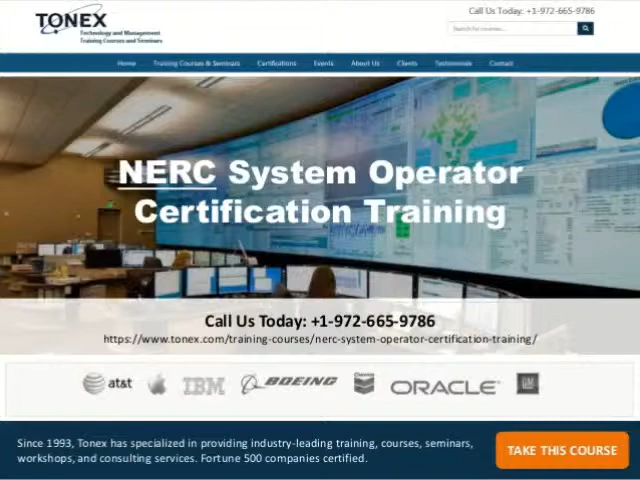 TONEX
Technology and Management
Training Courses and Seminars
Call Us Today: +1-972-665-9786
Search for courses...
Home Training Courses & Seminars Certifications Events About Us Clients Testimonials Contact
NERC System Operator
Certification Training
Call Us Today: +1-972-665-9786
https://www.tonex.com/training-courses/nerc-system-operator-certification-training/
at&t IBM BOEING ORACLE GM
Since 1993, Tonex has specialized in providing industry-leading training, courses, seminars,
workshops, and consulting services. Fortune 500 companies certified.
TAKE THIS COURSE